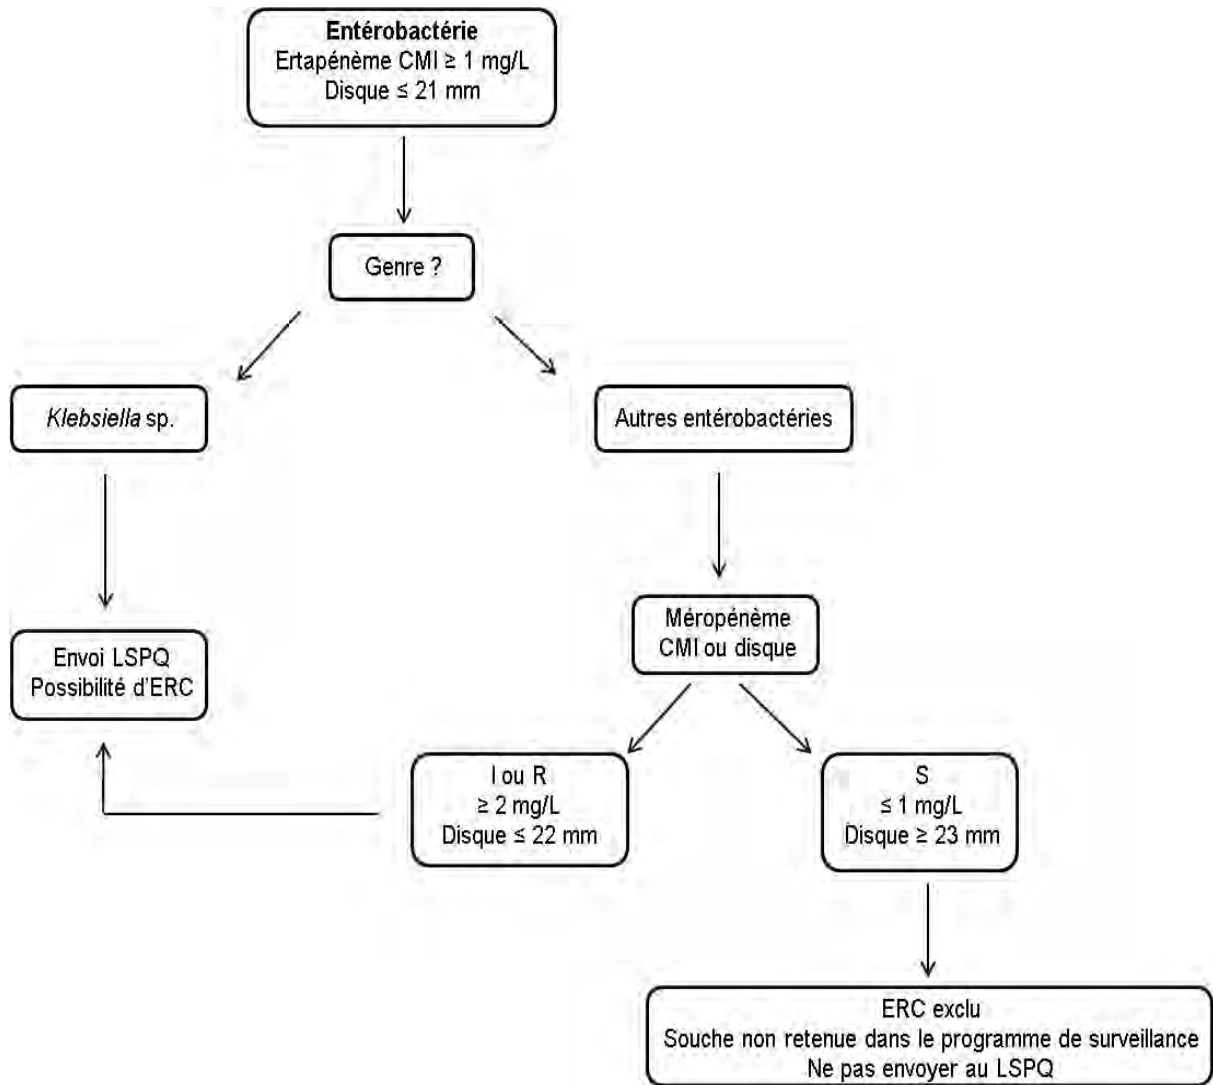 Entérobactérie
Ertapénème CMI ≥ 1 mg/L
Disque ≤ 21 mm
Genre ?
Klebsiella sp.
Autres entérobactéries
Méropénème
CMI ou disque
Envoi LSPQ
Possibilité d'ERC
I ou R
≥ 2 mg/L
Disque ≤ 22 mm
S
≤ 1 mg/L
Disque ≥ 23 mm
ERC exclu
Souche non retenue dans le programme de surveillance
Ne pas envoyer au LSPQ